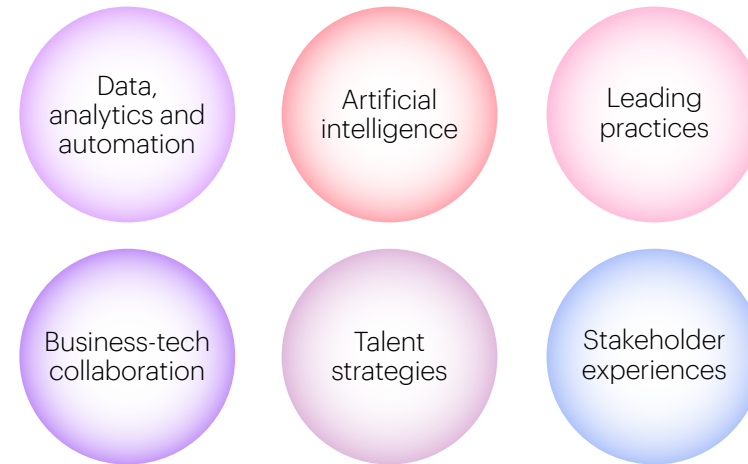 Data,
analytics and
automation
Artificial
intelligence
Leading
practices
Business-tech
collaboration
Talent
strategies
Stakeholder
experiences